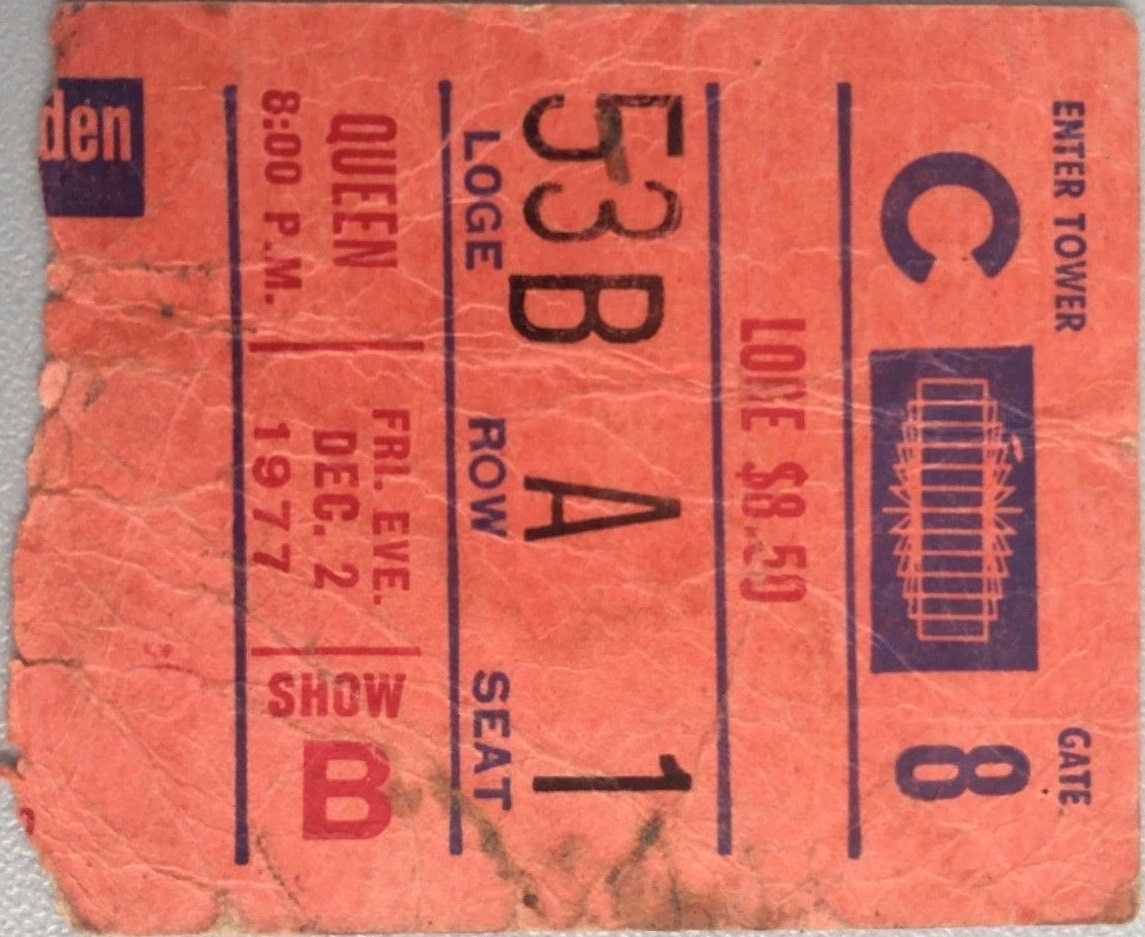 ENTER TOWER GATE
C 8
LOGE $8.50
53B A 1
LOGE ROW SEAT
QUEEN FRI. EVE. SHOW
8:00 P.M. DEC. 2 B
1977
den